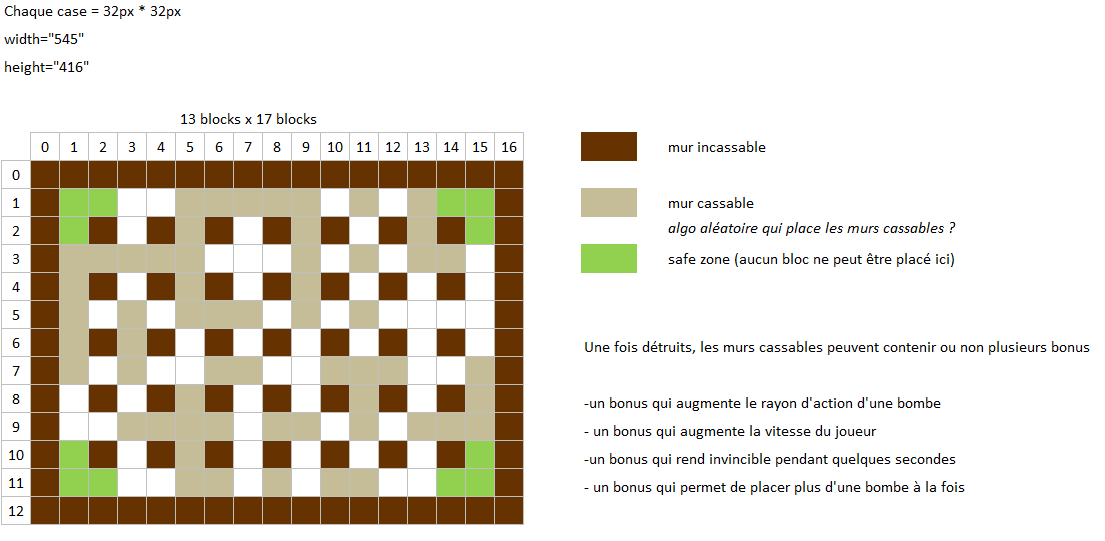 Chaque case = 32px * 32px
width="545"
height="416"
13 blocks x 17 blocks
0 1 2 3 4 5 6 7 8 9 10 11 12 13 14 15 16
0
1
2
3
4
5
6
7
8
9
10
11
12
mur incassable
mur cassable
algo aléatoire qui place les murs cassables ?
safe zone (aucun bloc ne peut être placé ici)
Une fois détruits, les murs cassables peuvent contenir ou non plusieurs bonus
-un bonus qui augmente le rayon d'action d'une bombe
- un bonus qui augmente la vitesse du joueur
-un bonus qui rend invincible pendant quelques secondes
- un bonus qui permet de placer plus d'une bombe à la fois